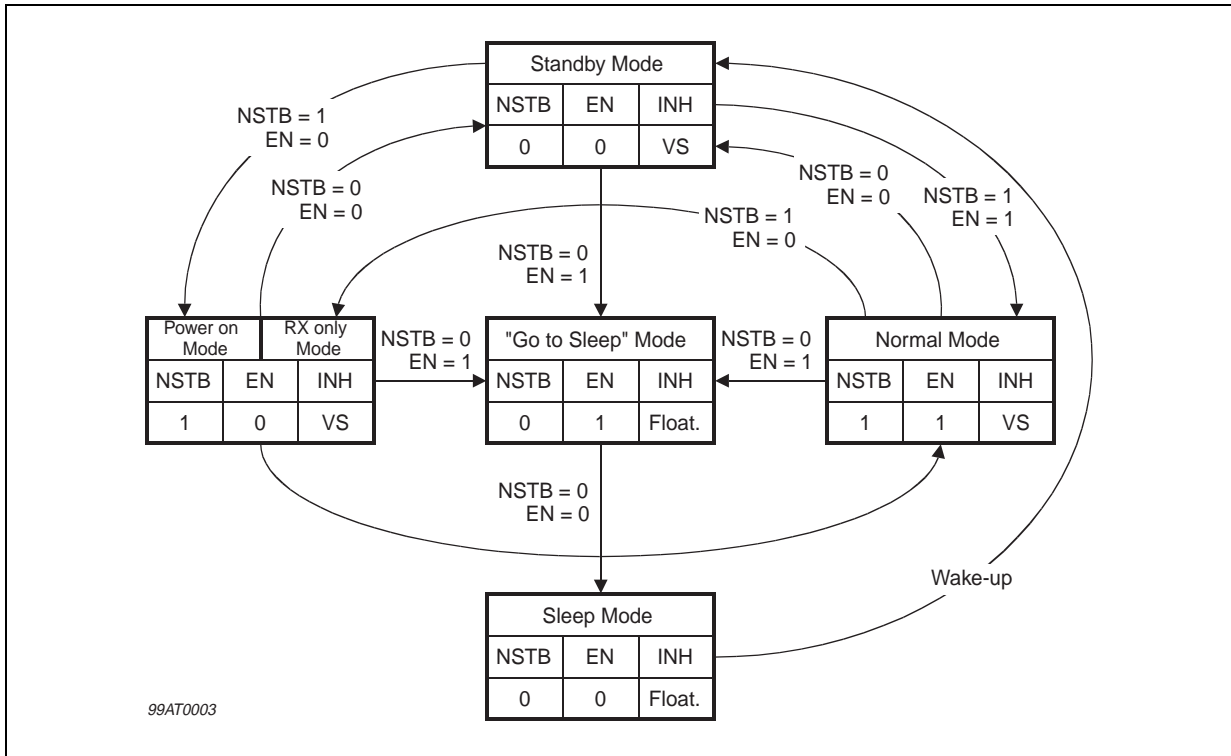 Standby Mode
NSTB EN INH
0 0 VS
NSTB = 1
EN = 0
NSTB = 0
EN = 0
NSTB = 0
EN = 0
NSTB = 1
EN = 1
NSTB = 1
EN = 0
NSTB = 0
EN = 1
Power on
Mode
RX only
Mode
NSTB EN INH
1 0 VS
NSTB = 0
EN = 1
"Go to Sleep" Mode
NSTB EN INH
0 1 Float.
NSTB = 0
EN = 1
Normal Mode
NSTB EN INH
1 1 VS
NSTB = 0
EN = 0
Wake-up
Sleep Mode
NSTB EN INH
0 0 Float.
99AT0003